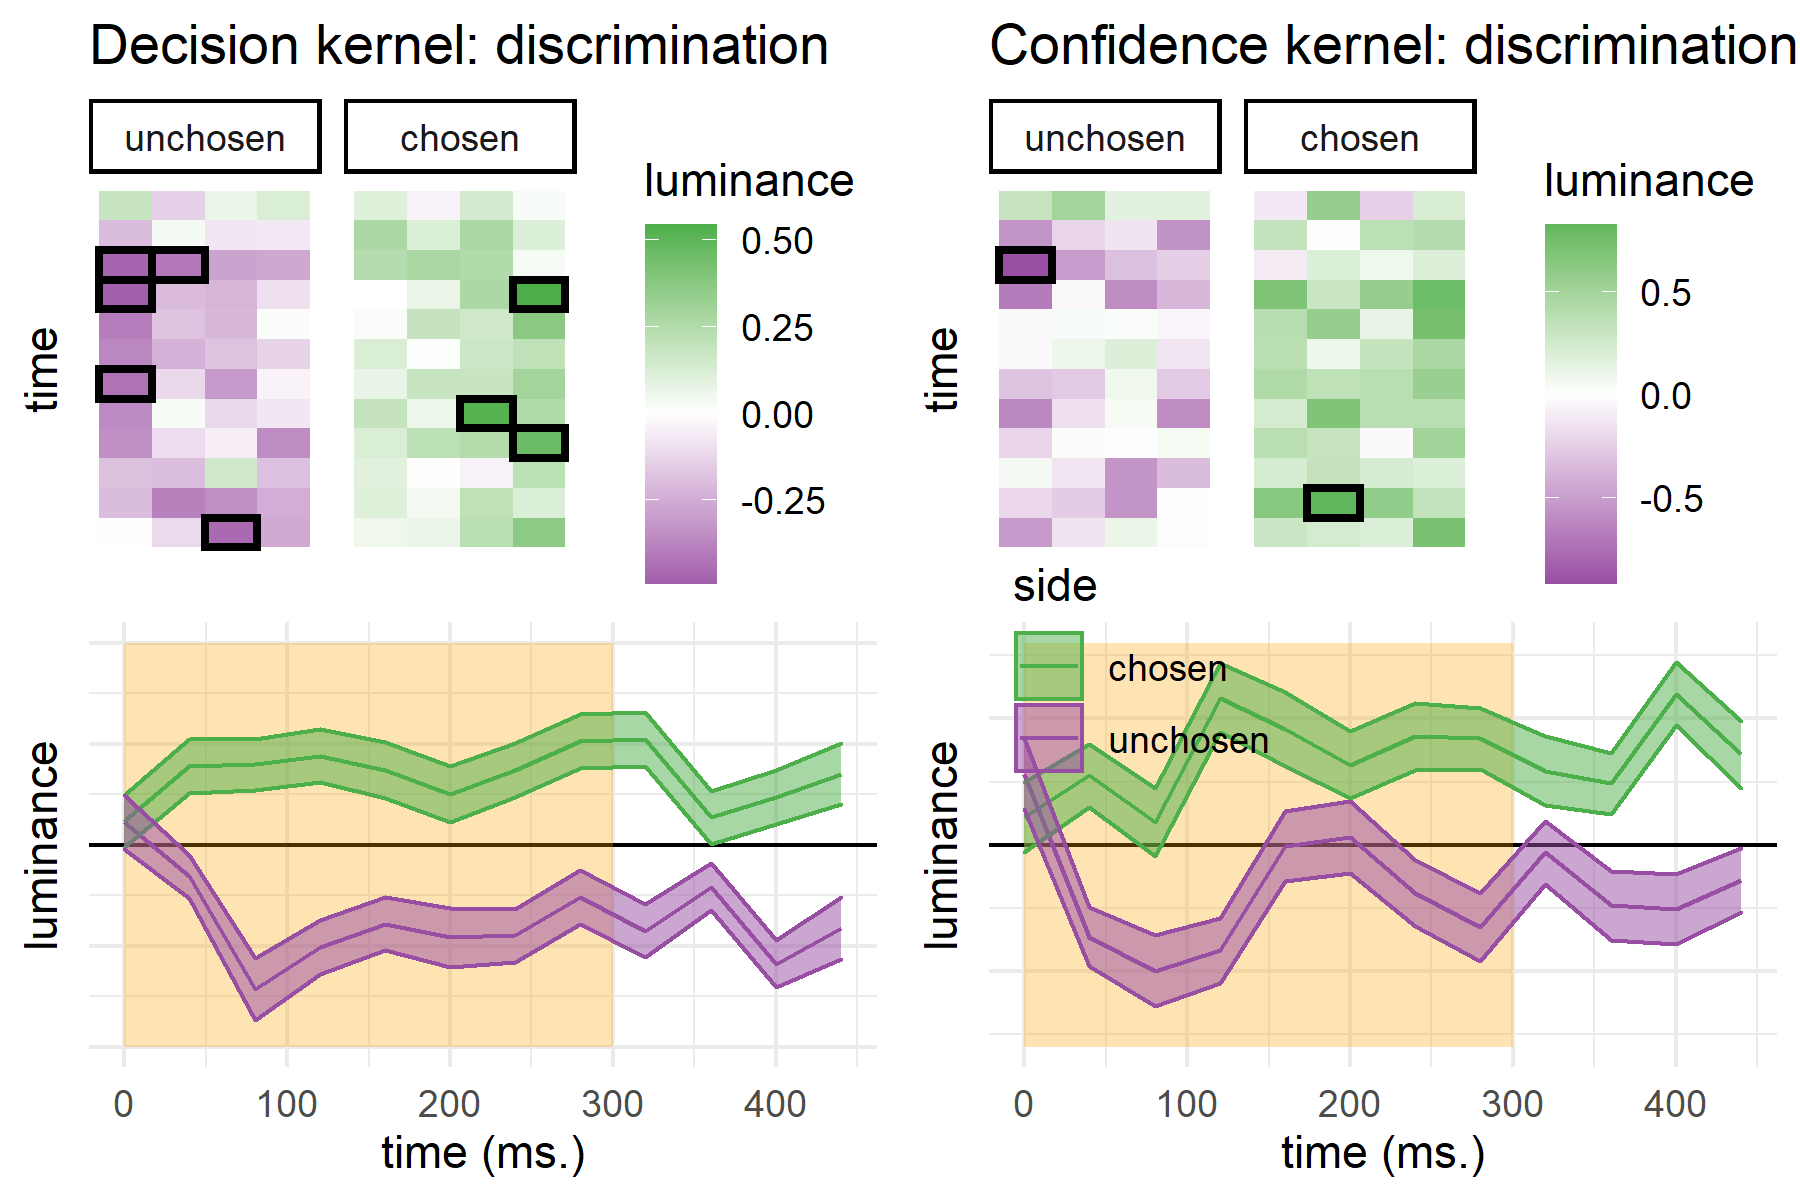 Decision kernel: discrimination
unchosen
chosen
luminance
0.50
0.25
0.00
-0.25
time
luminance
0
100
200
300
400
time (ms.)
Confidence kernel: discrimination
unchosen
chosen
luminance
0.5
0.0
-0.5
time
side
chosen
unchosen
luminance
0
100
200
300
400
time (ms.)